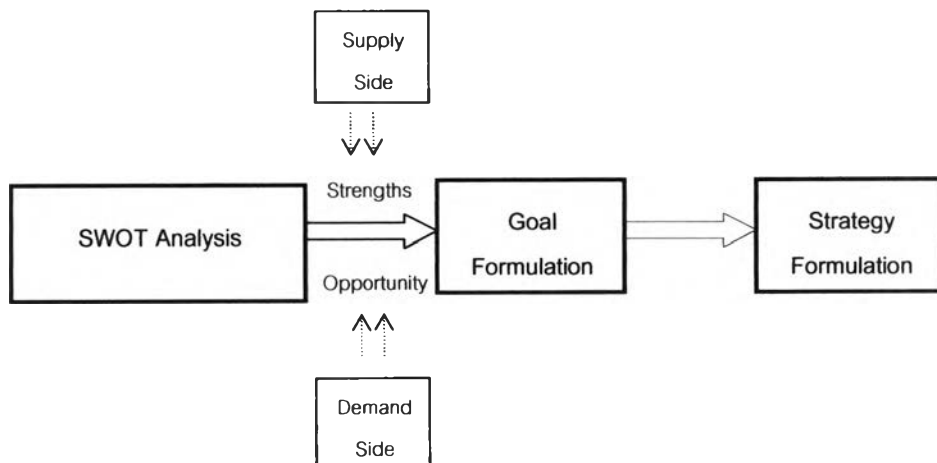 Supply
Side
Strengths
SWOT Analysis
Goal
Formulation
Strategy
Formulation
Opportunity
Demand
Side